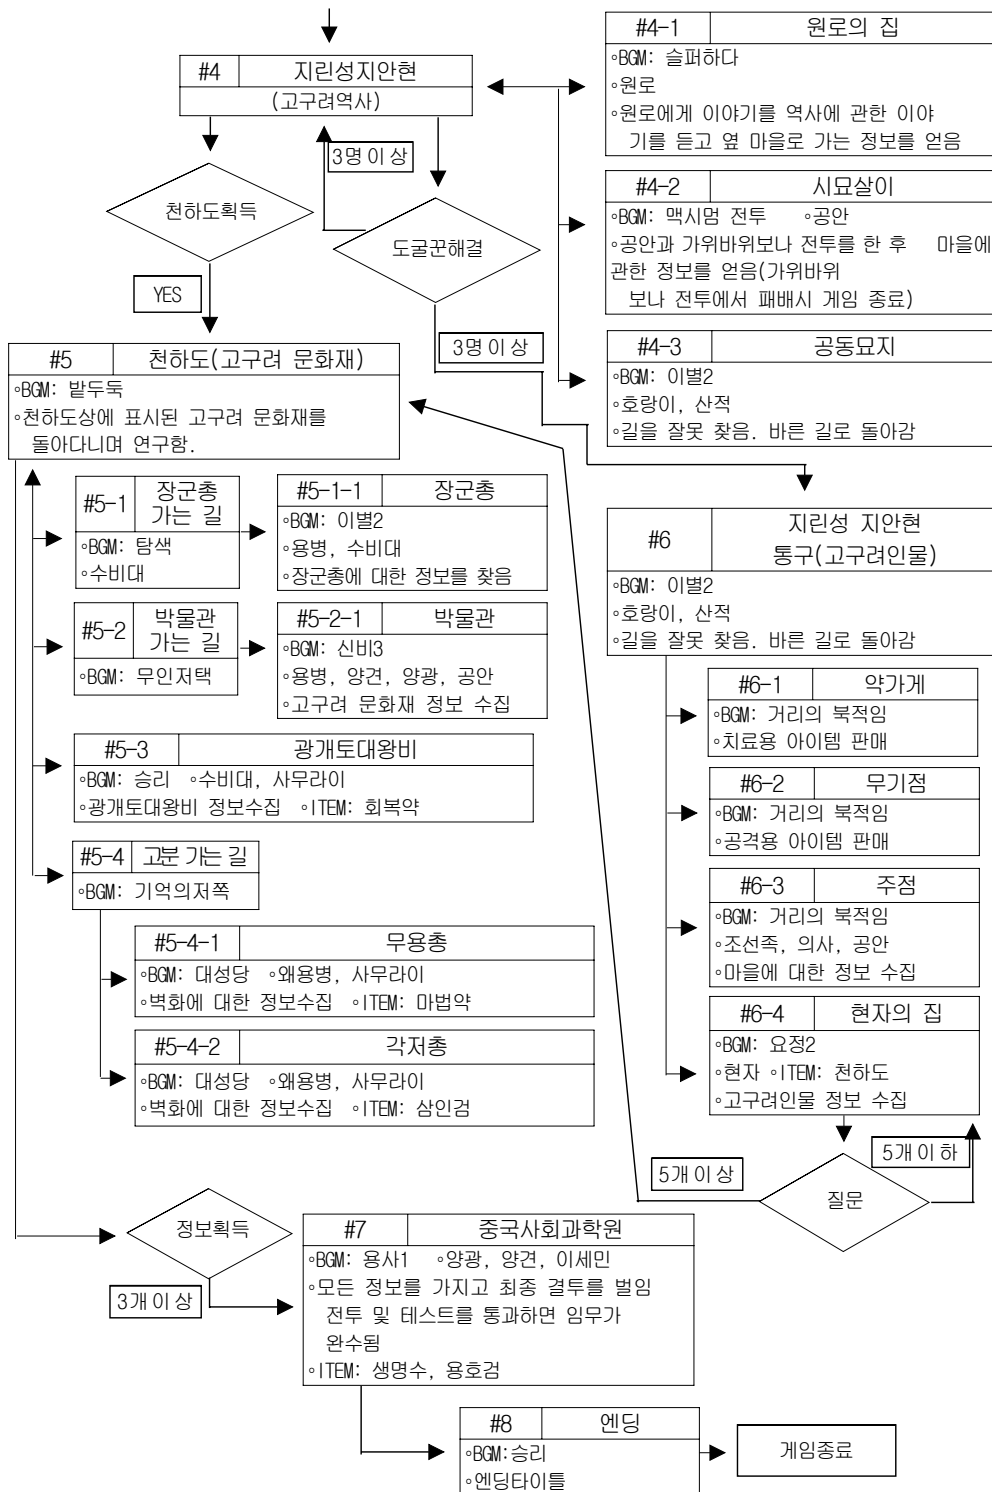 #4 지린성지안현
(고구려역사)
3명이상
천하도획득
도굴꾼해결
YES
3명이상
#4-1 원로의 집
◦BGM: 슬퍼하다
◦원로
◦원로에게 이야기를 역사에 관한 이야
기를 듣고 옆 마을로 가는 정보를 얻음
#4-2 시묘살이
◦BGM: 맥시멈 전투 ◦공안
◦공안과 가위바위보나 전투를 한 후 마을에
관한 정보를 얻음(가위바위
보나 전투에서 패배시 게임 종료)
#4-3 공동묘지
◦BGM: 이별2
◦호랑이, 산적
◦길을 잘못 찾음. 바른 길로 돌아감
#5 천하도(고구려 문화재)
◦BGM: 밭두둑
◦천하도상에 표시된 고구려 문화재를
돌아다니며 연구함.
#5-1 장군총
가는 길
◦BGM: 탐색
◦수비대
#5-1-1 장군총
◦BGM: 이별2
◦용병, 수비대
◦장군총에 대한 정보를 찾음
#5-2 박물관
가는 길
◦BGM: 무인저택
#5-2-1 박물관
◦BGM: 신비3
◦용병, 양견, 양광, 공안
◦고구려 문화재 정보 수집
#5-3 광개토대왕비
◦BGM: 승리 ◦수비대, 사무라이
◦광개토대왕비 정보수집 ◦ITEM: 회복약
#5-4 고분 가는 길
◦BGM: 기억의저쪽
#5-4-1 무용총
◦BGM: 대성당 ◦왜용병, 사무라이
◦벽화에 대한 정보수집 ◦ITEM: 마법약
#5-4-2 각저총
◦BGM: 대성당 ◦왜용병, 사무라이
◦벽화에 대한 정보수집 ◦ITEM: 삼인검
#6 지린성 지안현
통구(고구려인물)
◦BGM: 이별2
◦호랑이, 산적
◦길을 잘못 찾음. 바른 길로 돌아감
#6-1 약가게
◦BGM: 거리의 북적임
◦치료용 아이템 판매
#6-2 무기점
◦BGM: 거리의 북적임
◦공격용 아이템 판매
#6-3 주점
◦BGM: 거리의 북적임
◦조선족, 의사, 공안
◦마을에 대한 정보 수집
#6-4 현자의 집
◦BGM: 요정2
◦현자 ◦ITEM: 천하도
◦고구려인물 정보 수집
5개이상
질문
5개이하
정보획득
3개이상
#7 중국사회과학원
◦BGM: 용사1 ◦양광, 양견, 이세민
◦모든 정보를 가지고 최종 결투를 벌임
전투 및 테스트를 통과하면 임무가
완수됨
◦ITEM: 생명수, 용호검
#8 엔딩
◦BGM:승리
◦엔딩타이틀
게임종료